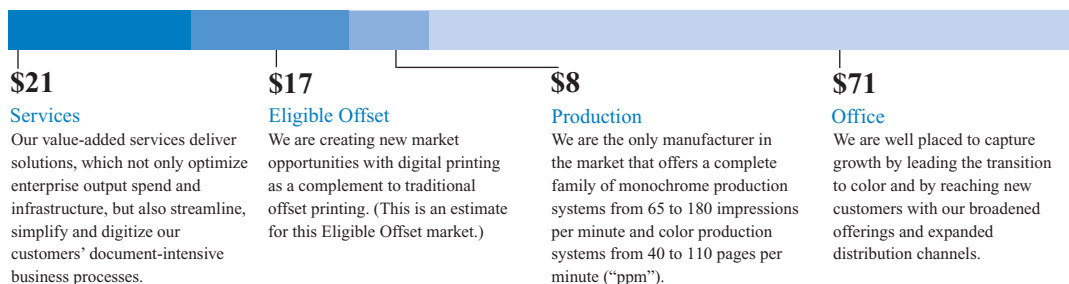 $21
Services
Our value-added services deliver
solutions, which not only optimize
enterprise output spend and
infrastructure, but also streamline,
simplify and digitize our
customers’ document-intensive
business processes.
$17
Eligible Offset
We are creating new market
opportunities with digital printing
as a complement to traditional
offset printing. (This is an estimate
for this Eligible Offset market.)
$8
Production
We are the only manufacturer in
the market that offers a complete
family of monochrome production
systems from 65 to 180 impressions
per minute and color production
systems from 40 to 110 pages per
minute (“ppm”).
$71
Office
We are well placed to capture
growth by leading the transition
to color and by reaching new
customers with our broadened
offerings and expanded
distribution channels.